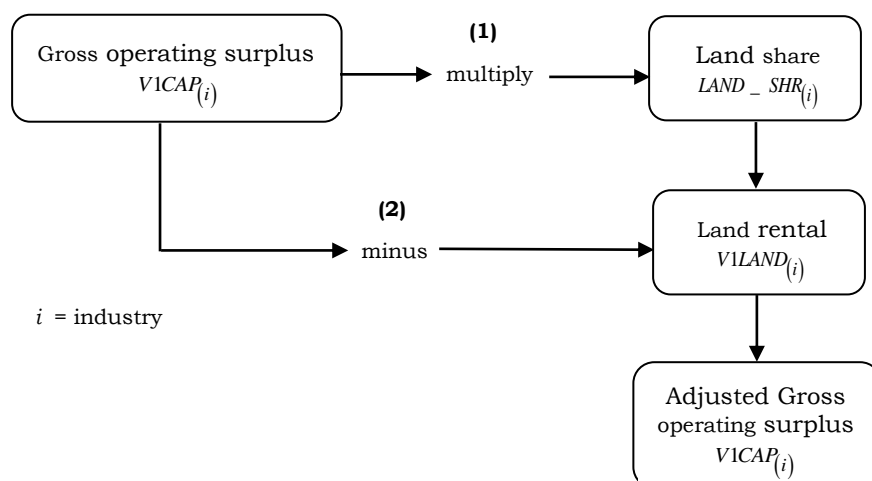 Gross operating surplus
V1CAP(i)
(1)
multiply
Land share
LAND _ SHR(i)
(2)
minus
Land rental
V1LAND(i)
i = industry
Adjusted Gross
operating surplus
V1CAP(i)